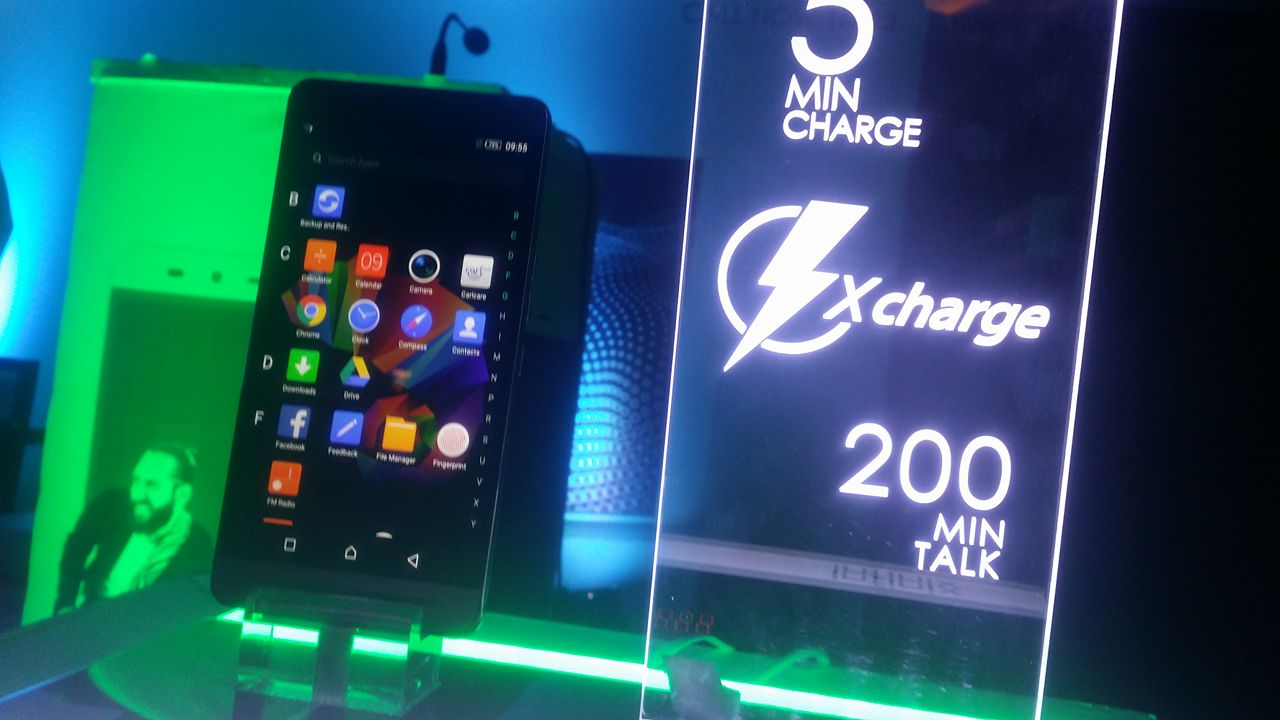 09:55
Search Apps
B
Backup and Res..
C
Calculator
09
Calendar
Camera
Carlcare
Chrome
Clock
Compass
Contacts
D
Downloads
Drive
F
Facebook
Feedback
File Manager
Fingerprint
FM Radio
B
C
D
F
G
H
I
M
N
P
R
S
U
V
X
Y
5
MIN
CHARGE
X charge
200
MIN
TALK